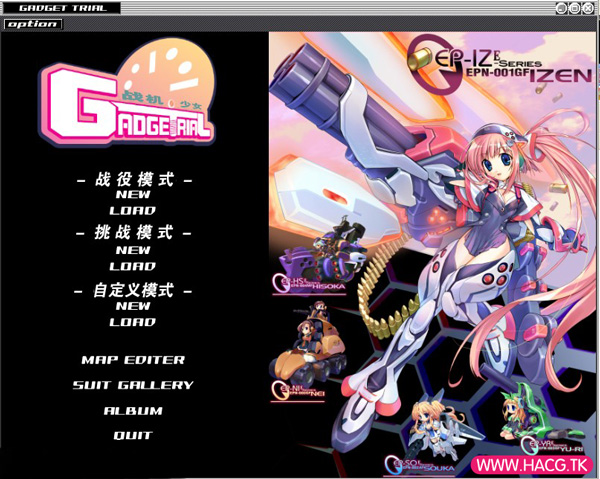 GADGET TRIAL
option
战机少女
GADGETRIAL
- 战役模式 -
NEW
LOAD
- 挑战模式 -
NEW
LOAD
- 自定义模式 -
NEW
LOAD
MAP EDITER
SUIT GALLERY
ALBUM
QUIT
EP-IZE-SERIES
EPN-001GF IZEN
HISOKA
NEI
SOUKA
YU-RI
WWW.HACG.TK